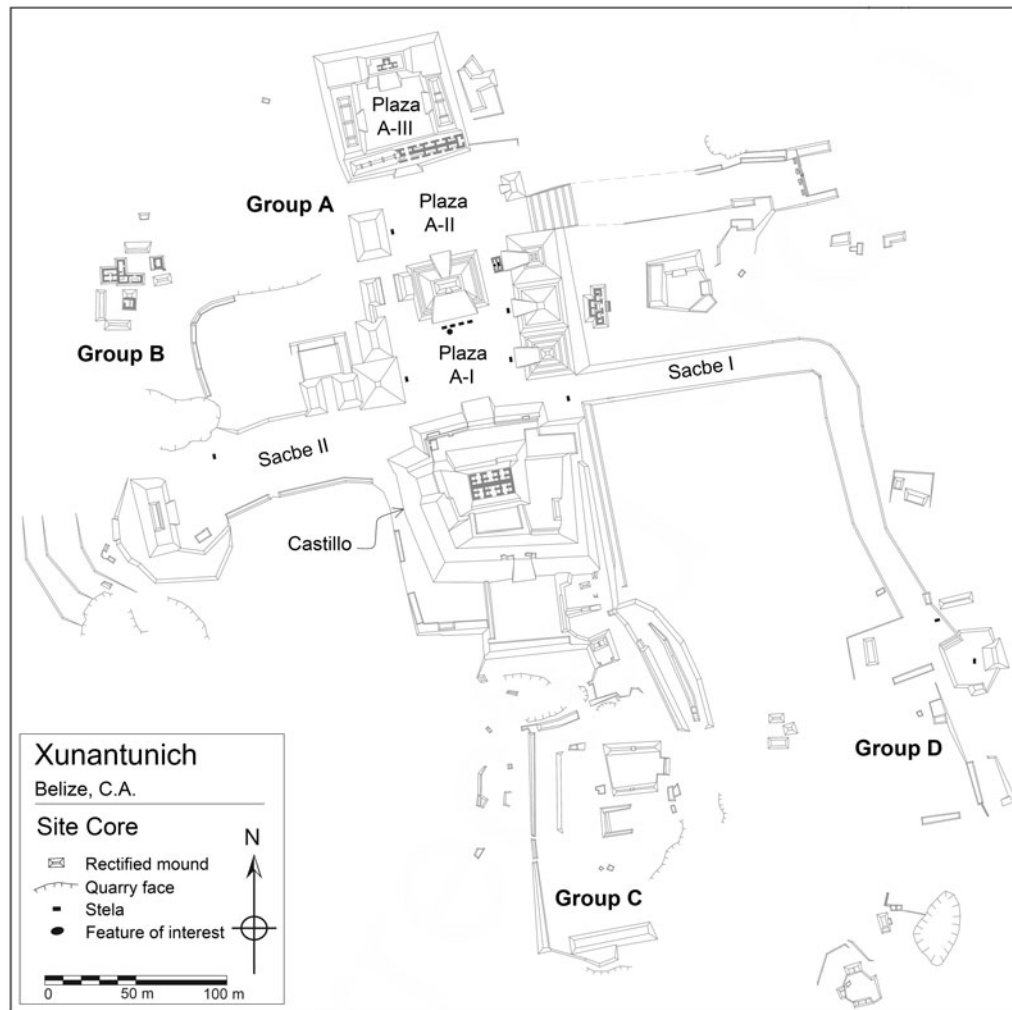 Plaza
A-III
Group A
Plaza
A-II
Group B
Plaza
A-I
Sacbe I
Sacbe II
Castillo
Group D
Group C
Xunantunich
Belize, C.A.
Site Core
N
Rectified mound
Quarry face
Stela
Feature of interest
0 50 m 100 m